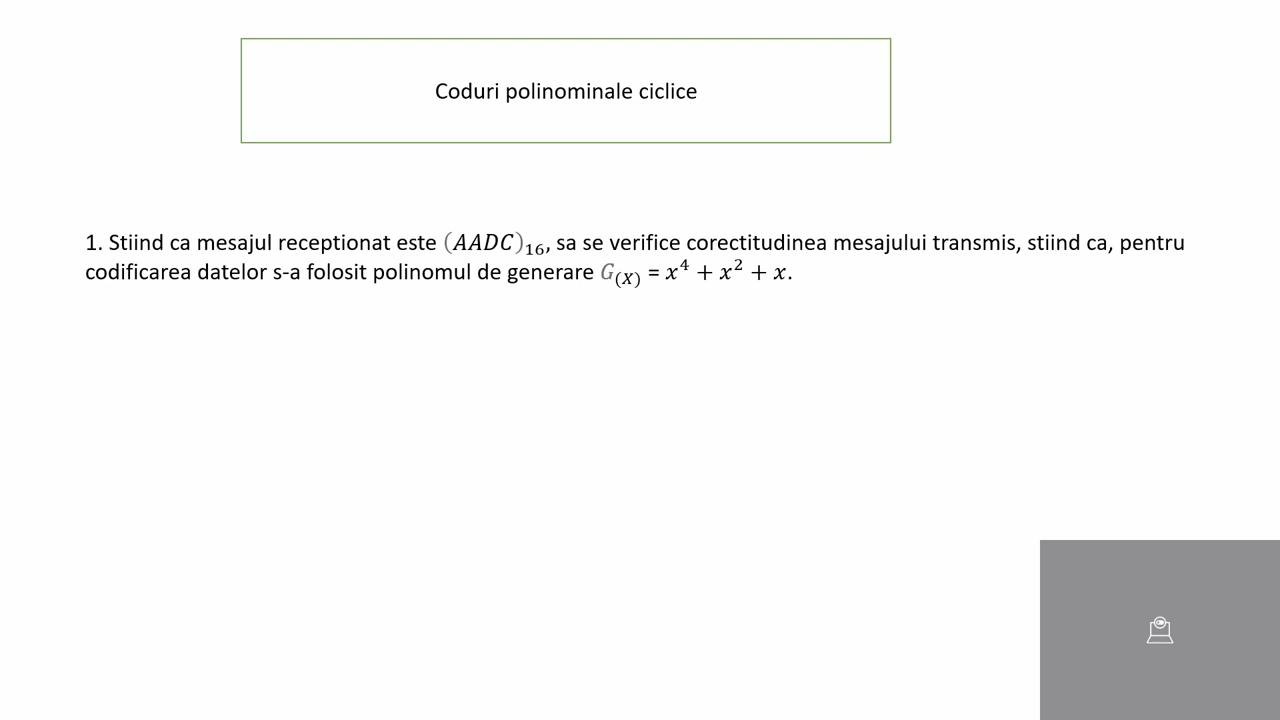 Coduri polinominale ciclice
1. Stiind ca mesajul receptionat este (AADC)₁₆, sa se verifice corectitudinea mesajului transmis, stiind ca, pentru
codificarea datelor s-a folosit polinomul de generare G₍X₎ = x⁴ + x² + x.